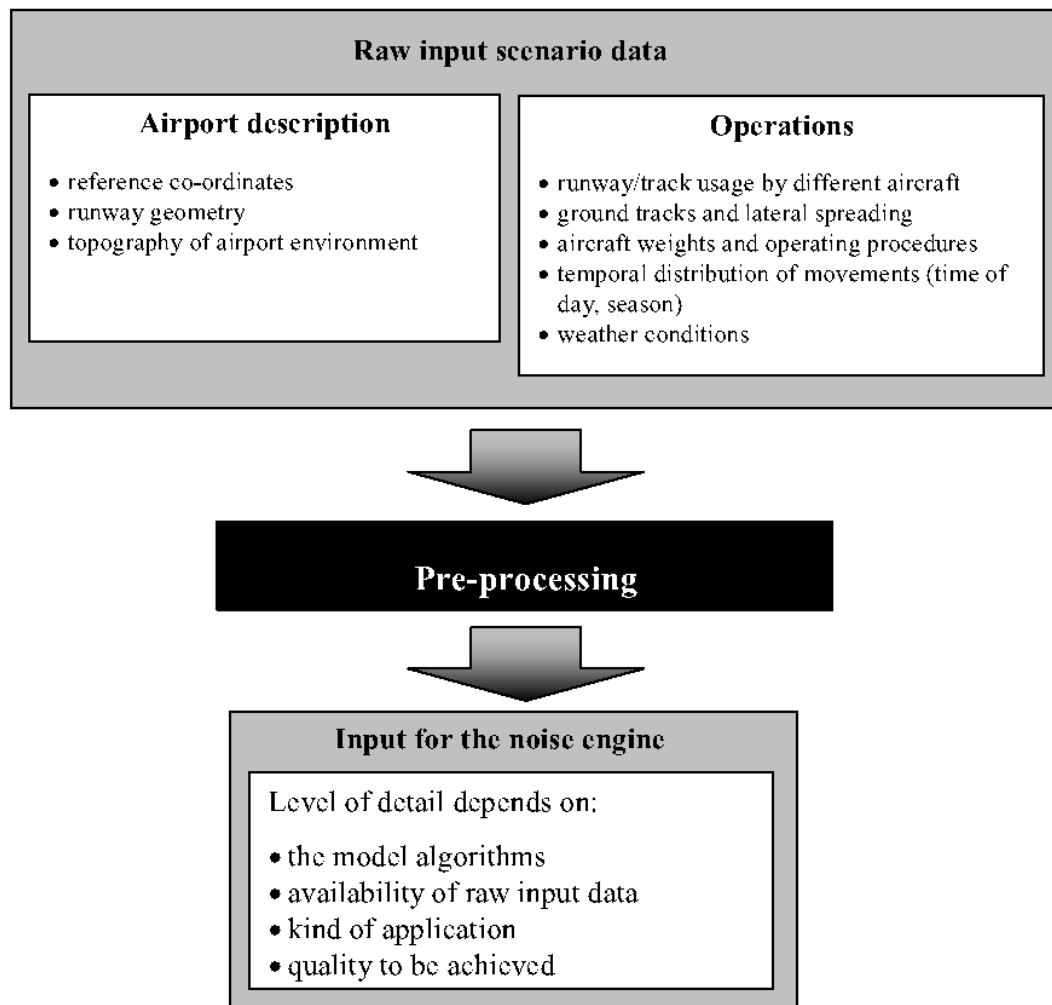 Raw input scenario data
Airport description
• reference co-ordinates
• runway geometry
• topography of airport environment
Operations
• runway/track usage by different aircraft
• ground tracks and lateral spreading
• aircraft weights and operating procedures
• temporal distribution of movements (time of
day, season)
• weather conditions
Pre-processing
Input for the noise engine
Level of detail depends on:
• the model algorithms
• availability of raw input data
• kind of application
• quality to be achieved